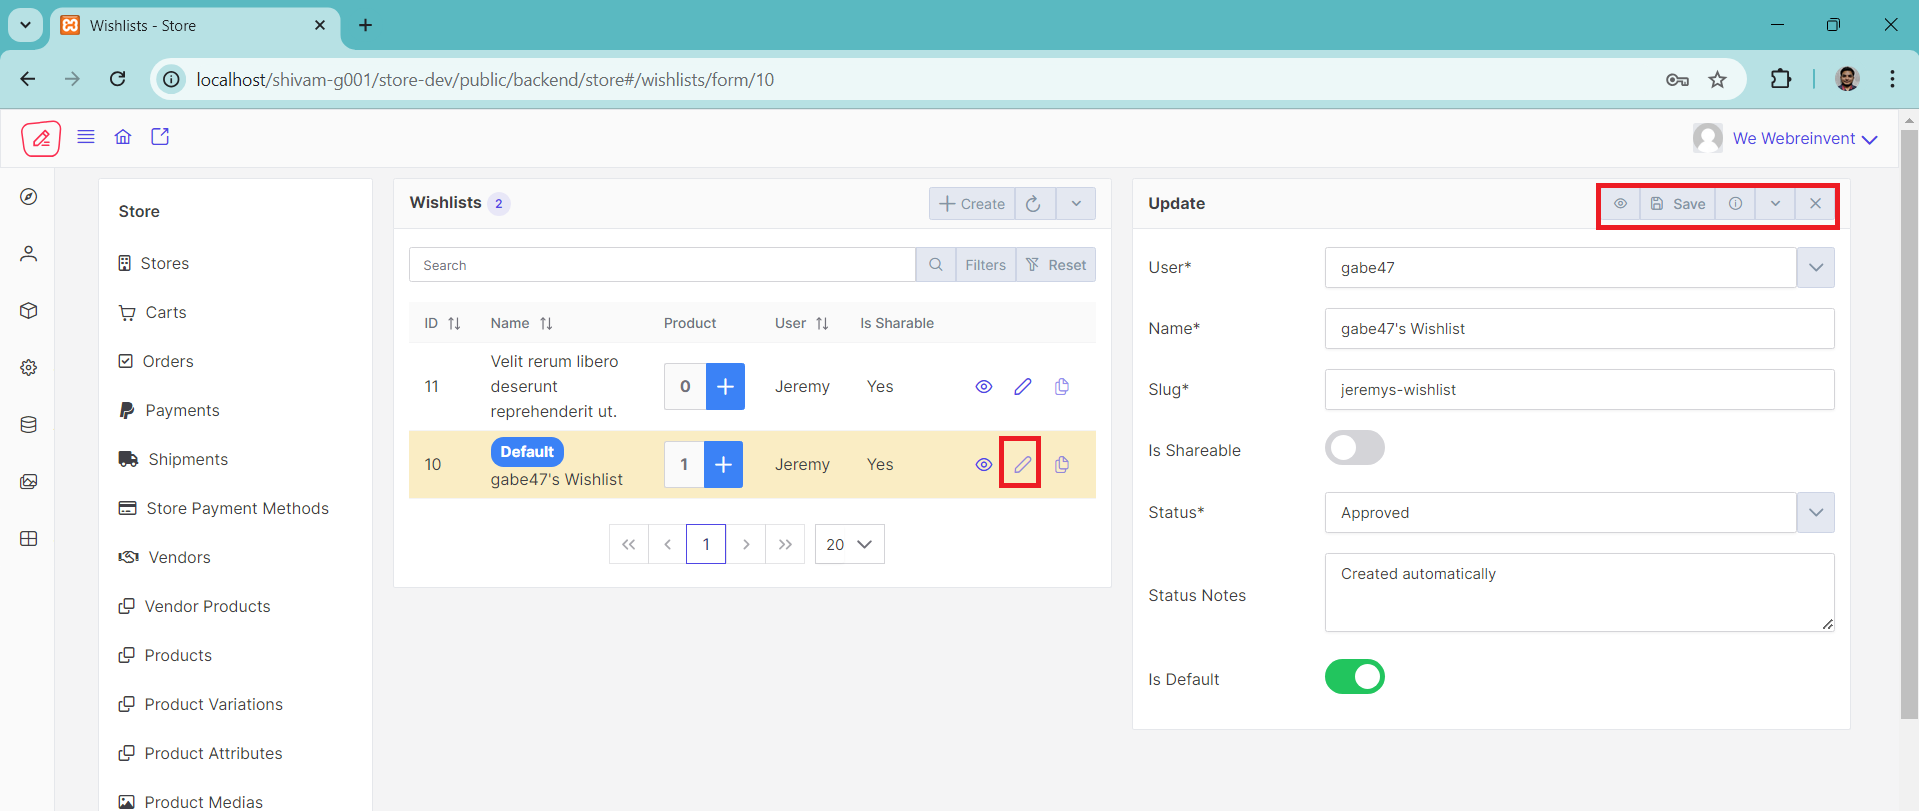 Wishlists - Store
localhost/shivam-g001/store-dev/public/backend/store#/wishlists/form/10
We Webreinvent
Store
Stores
Carts
Orders
Payments
Shipments
Store Payment Methods
Vendors
Vendor Products
Products
Product Variations
Product Attributes
Product Medias
Wishlists 2
Create
Search
Filters
Reset
ID Name Product User Is Sharable
11 Velit rerum libero deserunt reprehenderit ut. 0 Jeremy Yes
10 Default gabe47's Wishlist 1 Jeremy Yes
1
20
Update
Save
User* gabe47
Name* gabe47's Wishlist
Slug* jeremys-wishlist
Is Shareable
Status* Approved
Status Notes Created automatically
Is Default